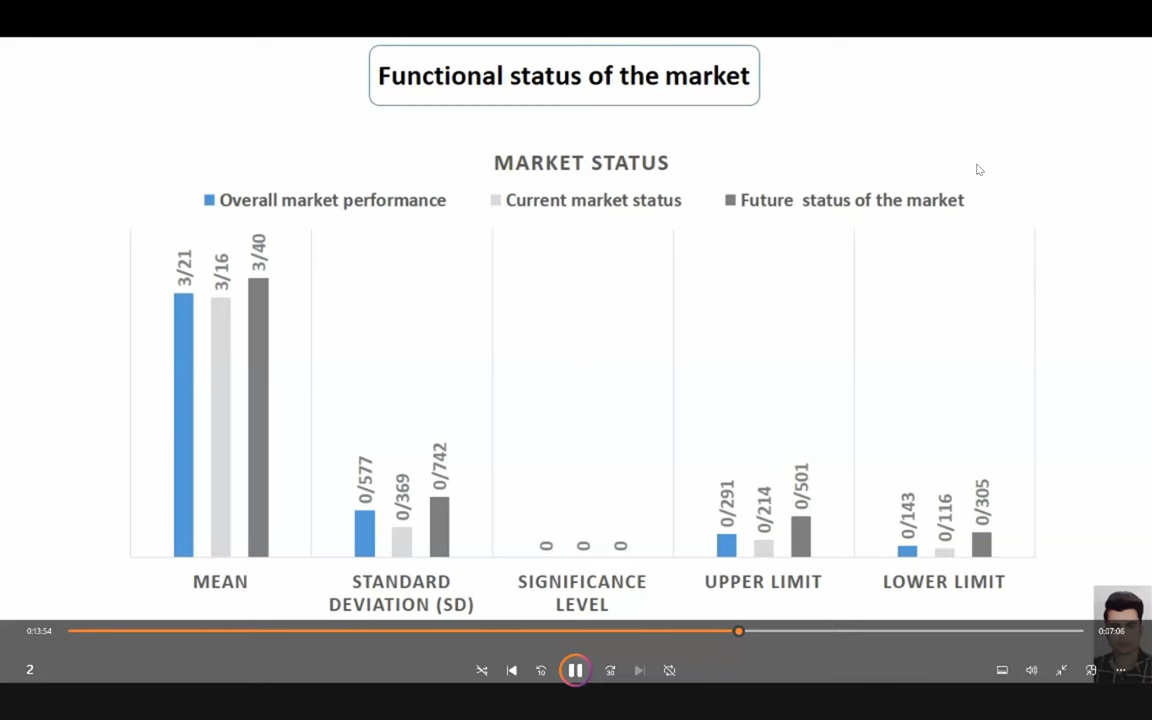 Functional status of the market
MARKET STATUS
Overall market performance Current market status Future status of the market
3/21 3/16 3/40
0/577 0/369 0/742
0 0 0
0/291 0/214 0/501
0/143 0/116 0/305
MEAN STANDARD DEVIATION (SD) SIGNIFICANCE LEVEL UPPER LIMIT LOWER LIMIT
0:13:54 0:07:06
2 10 30